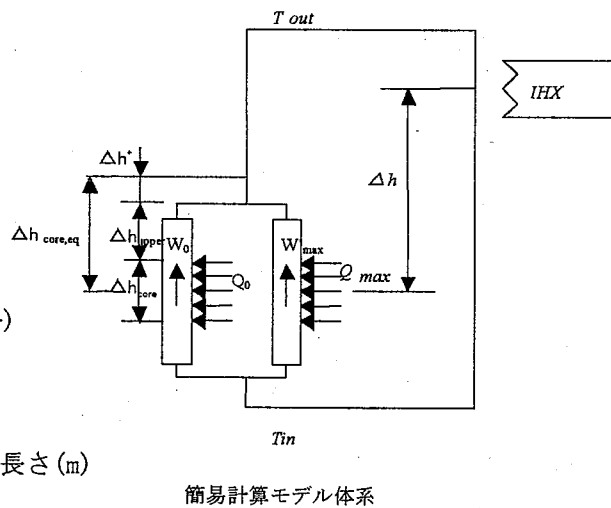 T out
IHX
Δh⁺
Δh
Δh core,eq
Δh upper
W₀
W max
Δh core
Q₀
Q max
Tin
長さ(m)
簡易計算モデル体系